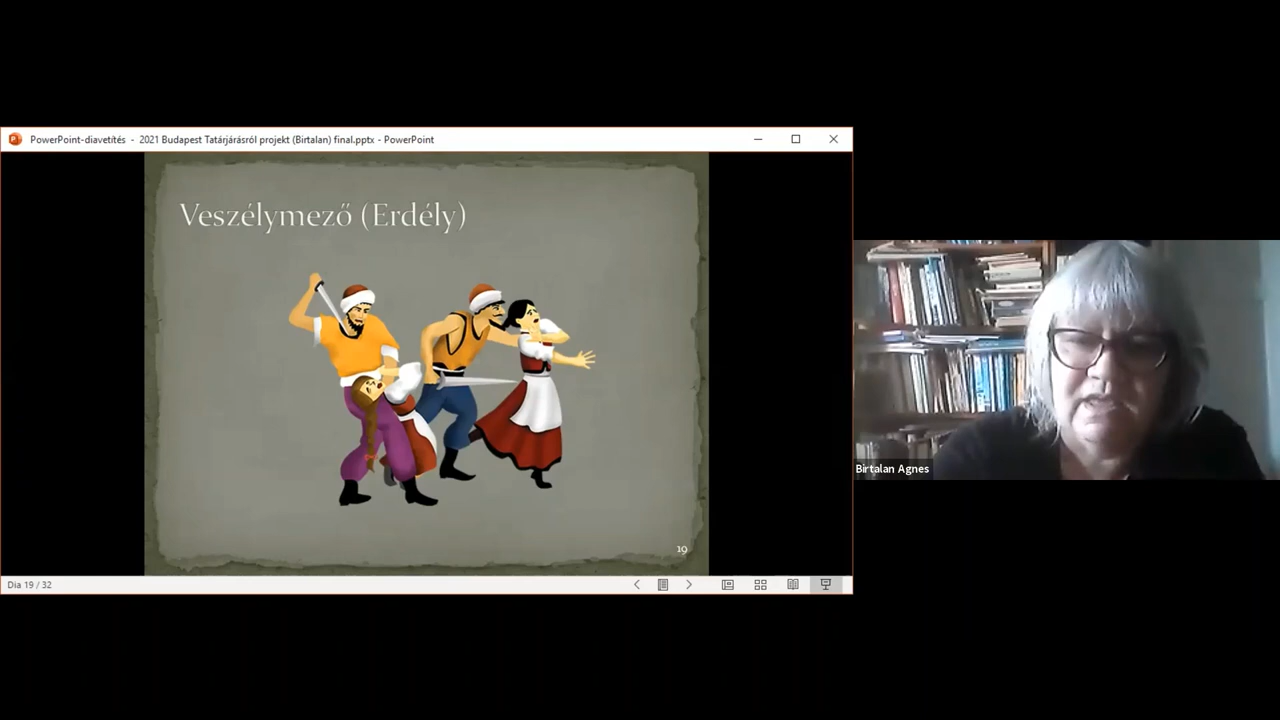 PowerPoint-diavetítés - 2021 Budapest Tatárjárásról projekt (Birtalan) final.pptx - PowerPoint
Veszélymező (Erdély)
19
Dia 19 / 32
Birtalan Agnes